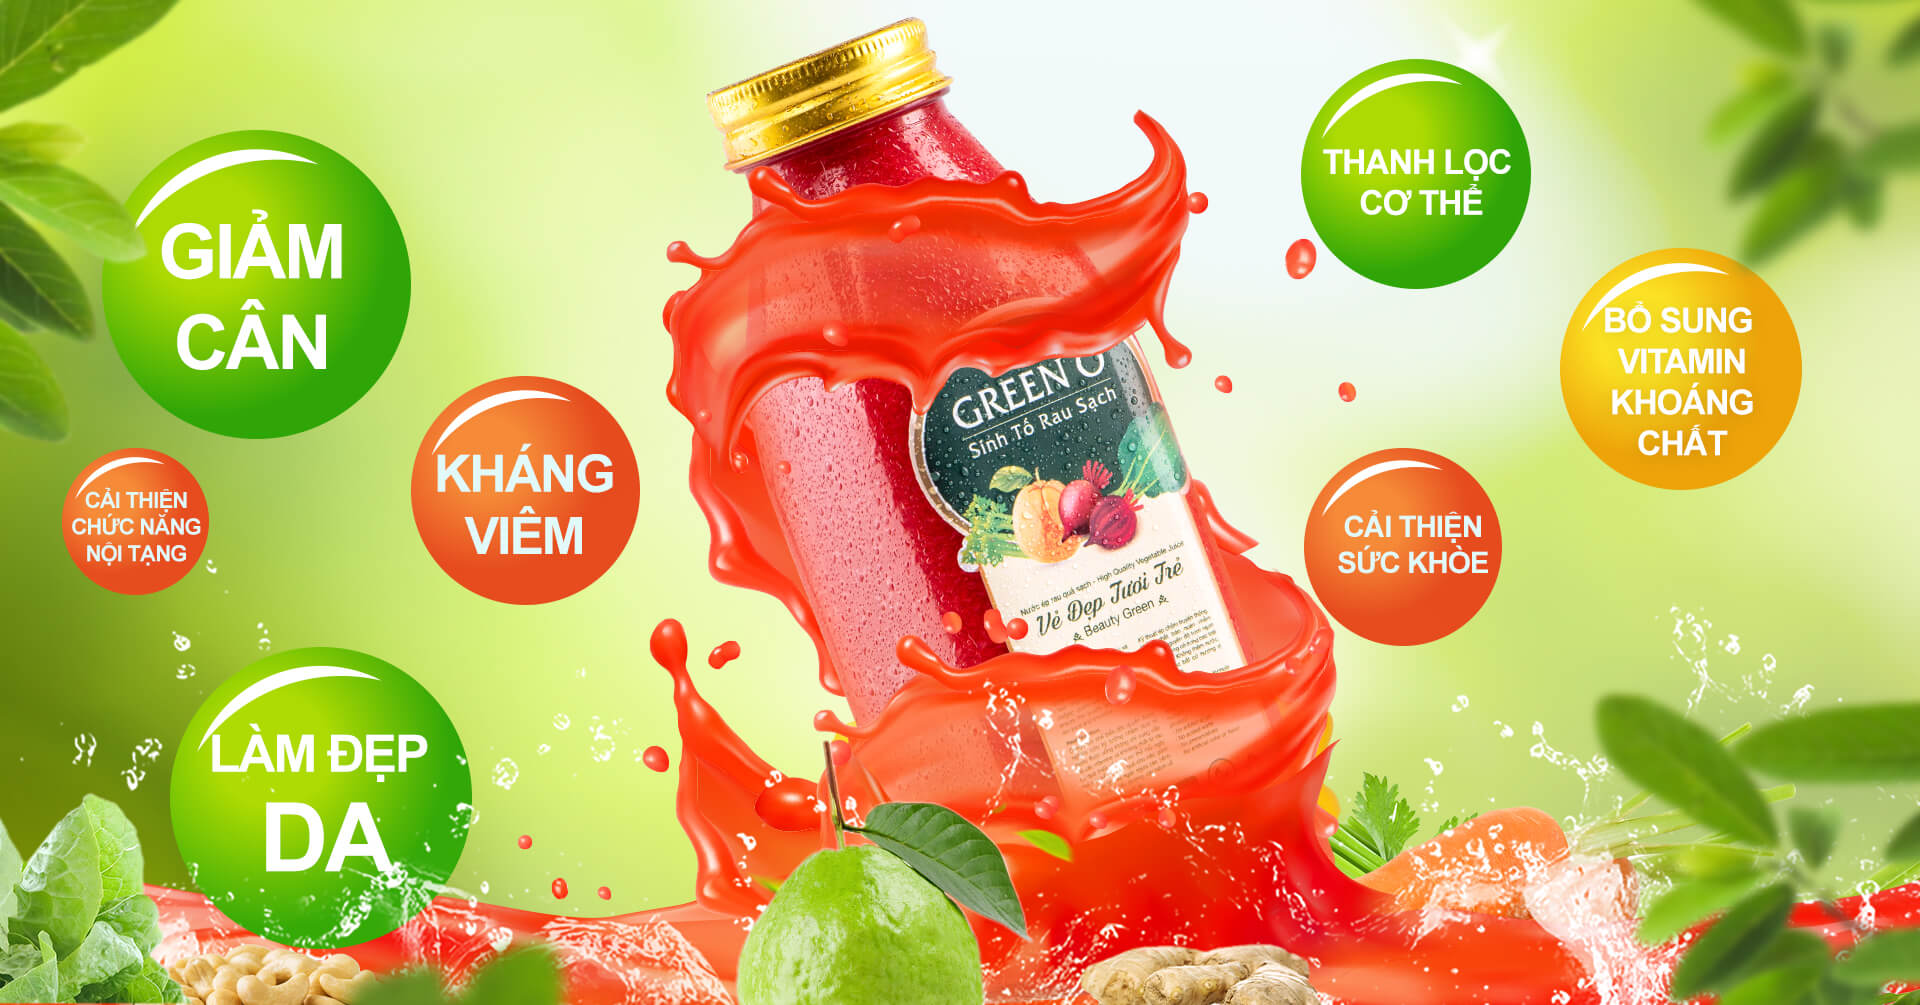 GIẢM
CÂN
CẢI THIỆN
CHỨC NĂNG
NỘI TẠNG
KHÁNG
VIÊM
LÀM ĐẸP
DA
GREEN O
Sinh Tố Rau Sạch
Nước ép rau quả sạch - High Quality Vegetable Juice
Vẻ Đẹp Tươi Trẻ
& Beauty Green &
THANH LỌC
CƠ THỂ
BỔ SUNG
VITAMIN
KHOÁNG
CHẤT
CẢI THIỆN
SỨC KHỎE